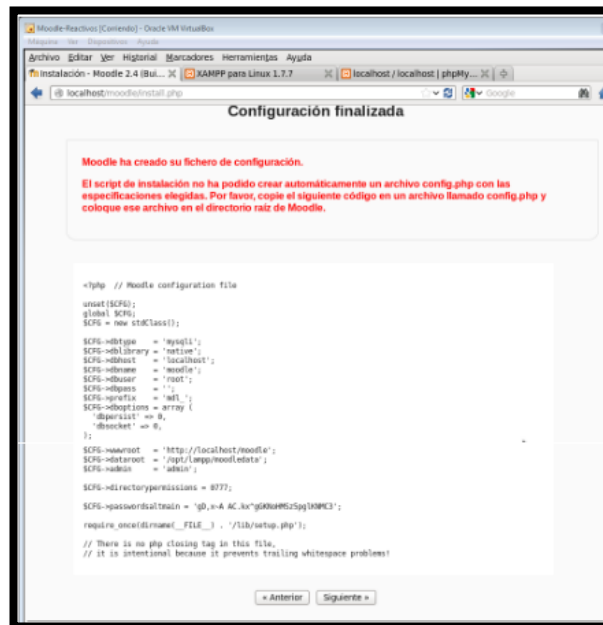 Moodle-Reactivos [Corriendo] - Oracle VM VirtualBox
Máquina Ver Dispositivos Ayuda
Archivo Editar Ver Historial Marcadores Herramientas Ayuda
Instalación - Moodle 2.4 (Bui... XAMPP para Linux 1.7.7 localhost / localhost | phpMy...
localhost/moodle/install.php Google
Configuración finalizada
Moodle ha creado su fichero de configuración.
El script de instalación no ha podido crear automáticamente un archivo config.php con las
especificaciones elegidas. Por favor, copie el siguiente código en un archivo llamado config.php y
coloque ese archivo en el directorio raíz de Moodle.
<?php // Moodle configuration file
unset($CFG);
global $CFG;
$CFG = new stdClass();
$CFG->dbtype = 'mysqli';
$CFG->dblibrary = 'native';
$CFG->dbhost = 'localhost';
$CFG->dbname = 'moodle';
$CFG->dbuser = 'root';
$CFG->dbpass = '';
$CFG->prefix = 'mdl_';
$CFG->dboptions = array (
'dbpersist' => 0,
'dbsocket' => 0,
);
$CFG->wwwroot = 'http://localhost/moodle';
$CFG->dataroot = '/opt/lampp/moodledata';
$CFG->admin = 'admin';
$CFG->directorypermissions = 0777;
$CFG->passwordsaltmain =
require_once(dirname(__FILE__) . '/lib/setup.php');
// There is no php closing tag in this file,
// it is intentional because it prevents trailing whitespace problems!
« Anterior Siguiente »